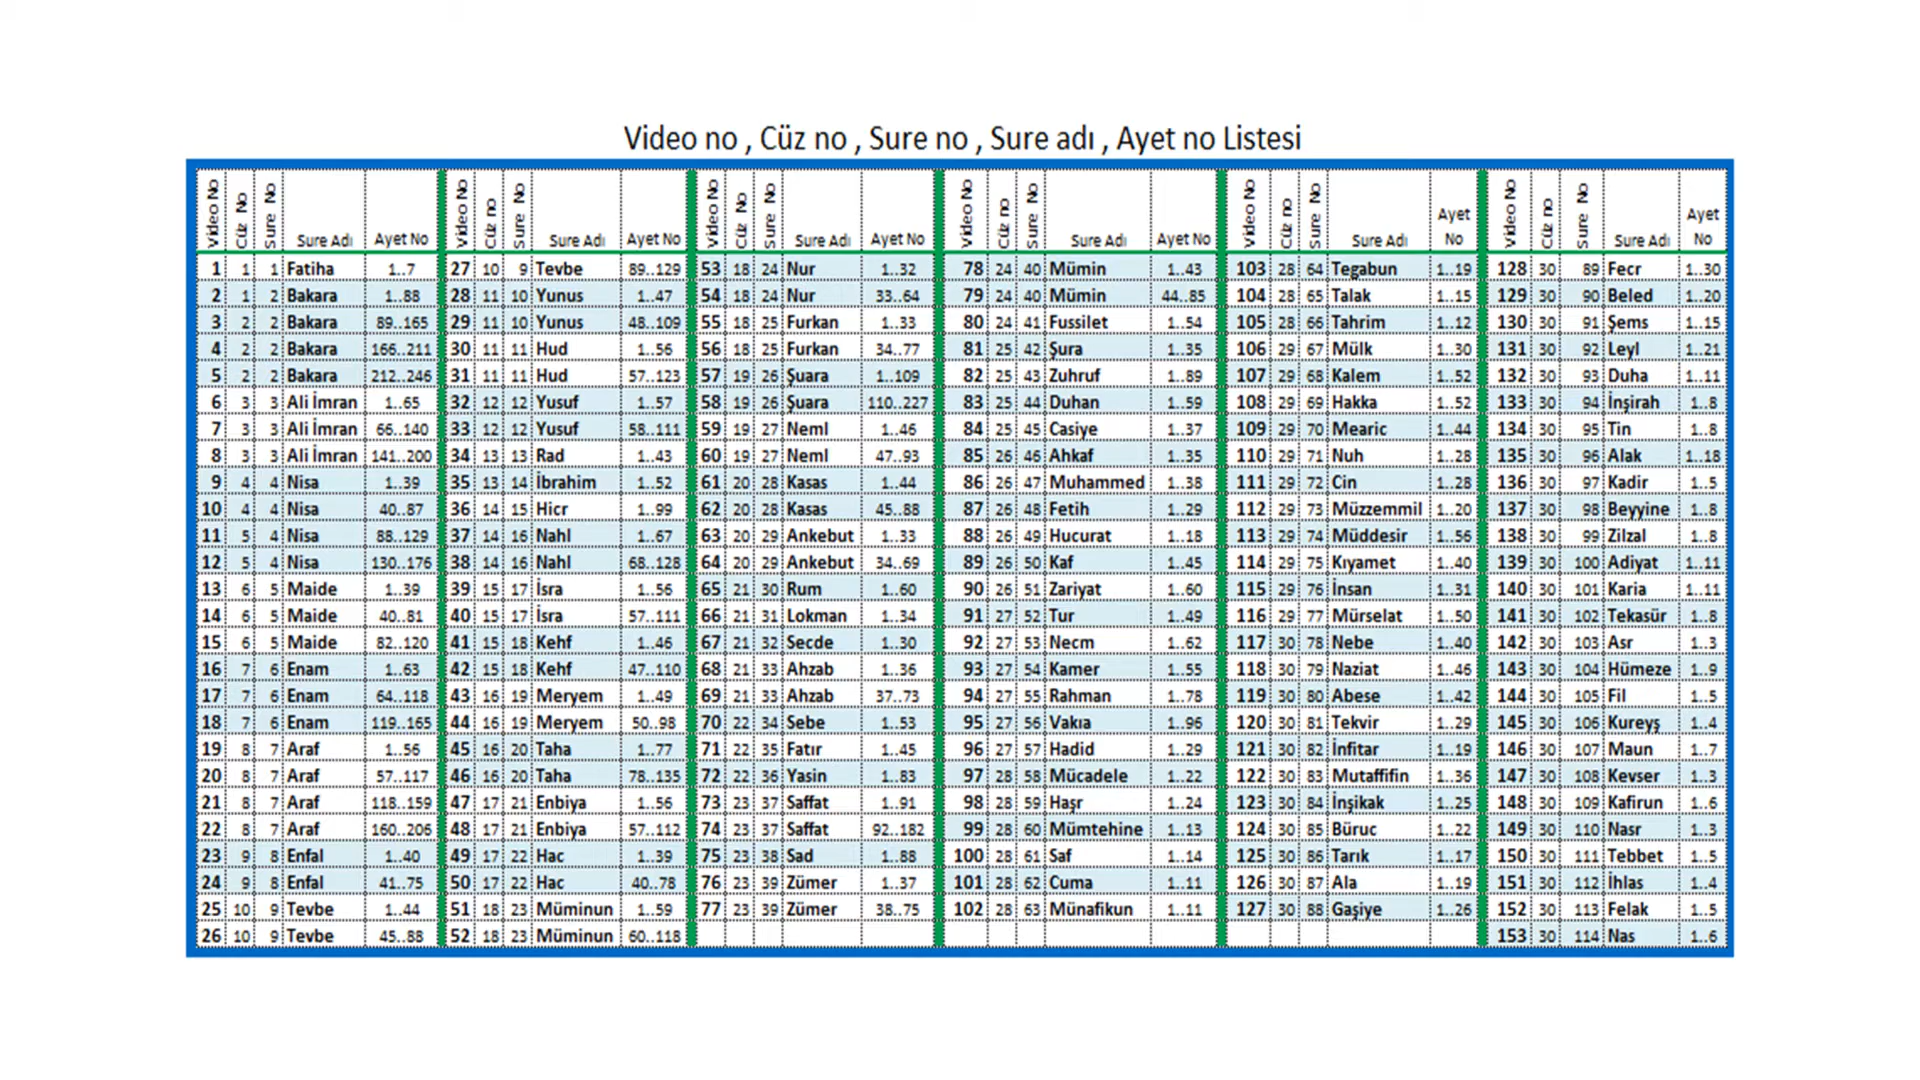 Video no , Cüz no , Sure no , Sure adı , Ayet no Listesi
Video No Cüz No Sure No Sure Adı Ayet No Video No Cüz no Sure No Sure Adı Ayet No Video No Cüz No Sure No Sure Adı Ayet No Video No Cüz no Sure No Sure Adı Ayet No Video No Cüz no Sure No Sure Adı Ayet No Video No Cüz no Sure No Sure Adı Ayet No
1 1 1 Fatiha 1..7 27 10 9 Tevbe 89..129 53 18 24 Nur 1..32 78 24 40 Mümin 1..43 103 28 64 Tegabun 1..19 128 30 89 Fecr 1..30
2 1 2 Bakara 1..88 28 11 10 Yunus 1..47 54 18 24 Nur 33..64 79 24 40 Mümin 44..85 104 28 65 Talak 1..15 129 30 90 Beled 1..20
3 2 2 Bakara 89..165 29 11 10 Yunus 48..109 55 18 25 Furkan 1..33 80 24 41 Fussilet 1..54 105 28 66 Tahrim 1..12 130 30 91 Şems 1..15
4 2 2 Bakara 166..211 30 11 11 Hud 1..56 56 18 25 Furkan 34..77 81 25 42 Şura 1..35 106 29 67 Mülk 1..30 131 30 92 Leyl 1..21
5 2 2 Bakara 212..246 31 11 11 Hud 57..123 57 19 26 Şuara 1..109 82 25 43 Zuhruf 1..89 107 29 68 Kalem 1..52 132 30 93 Duha 1..11
6 3 3 Ali İmran 1..65 32 12 12 Yusuf 1..57 58 19 26 Şuara 110..227 83 25 44 Duhan 1..59 108 29 69 Hakka 1..52 133 30 94 İnşirah 1..8
7 3 3 Ali İmran 66..140 33 12 12 Yusuf 58..111 59 19 27 Neml 1..46 84 25 45 Casiye 1..37 109 29 70 Mearic 1..44 134 30 95 Tin 1..8
8 3 3 Ali İmran 141..200 34 13 13 Rad 1..43 60 19 27 Neml 47..93 85 26 46 Ahkaf 1..35 110 29 71 Nuh 1..28 135 30 96 Alak 1..18
9 4 4 Nisa 1..39 35 13 14 İbrahim 1..52 61 20 28 Kasas 1..44 86 26 47 Muhammed 1..38 111 29 72 Cin 1..28 136 30 97 Kadir 1..5
10 4 4 Nisa 40..87 36 14 15 Hicr 1..99 62 20 28 Kasas 45..88 87 26 48 Fetih 1..29 112 29 73 Müzzemmil 1..20 137 30 98 Beyyine 1..8
11 5 4 Nisa 88..129 37 14 16 Nahl 1..67 63 20 29 Ankebut 1..33 88 26 49 Hucurat 1..18 113 29 74 Müddesir 1..56 138 30 99 Zilzal 1..8
12 5 4 Nisa 130..176 38 14 16 Nahl 68..128 64 20 29 Ankebut 34..69 89 26 50 Kaf 1..45 114 29 75 Kıyamet 1..40 139 30 100 Adiyat 1..11
13 6 5 Maide 1..39 39 15 17 İsra 1..56 65 21 30 Rum 1..60 90 26 51 Zariyat 1..60 115 29 76 İnsan 1..31 140 30 101 Karia 1..11
14 6 5 Maide 40..81 40 15 17 İsra 57..111 66 21 31 Lokman 1..34 91 27 52 Tur 1..49 116 29 77 Mürselat 1..50 141 30 102 Tekasür 1..8
15 6 5 Maide 82..120 41 15 18 Kehf 1..46 67 21 32 Secde 1..30 92 27 53 Necm 1..62 117 30 78 Nebe 1..40 142 30 103 Asr 1..3
16 7 6 Enam 1..63 42 15 18 Kehf 47..110 68 21 33 Ahzab 1..36 93 27 54 Kamer 1..55 118 30 79 Naziat 1..46 143 30 104 Hümeze 1..9
17 7 6 Enam 64..118 43 16 19 Meryem 1..49 69 21 33 Ahzab 37..73 94 27 55 Rahman 1..78 119 30 80 Abese 1..42 144 30 105 Fil 1..5
18 7 6 Enam 119..165 44 16 19 Meryem 50..98 70 22 34 Sebe 1..53 95 27 56 Vakıa 1..96 120 30 81 Tekvir 1..29 145 30 106 Kureyş 1..4
19 8 7 Araf 1..56 45 16 20 Taha 1..77 71 22 35 Fatır 1..45 96 27 57 Hadid 1..29 121 30 82 İnfitar 1..19 146 30 107 Maun 1..7
20 8 7 Araf 57..117 46 16 20 Taha 78..135 72 22 36 Yasin 1..83 97 28 58 Mücadele 1..22 122 30 83 Mutaffifin 1..36 147 30 108 Kevser 1..3
21 8 7 Araf 118..159 47 17 21 Enbiya 1..56 73 23 37 Saffat 1..91 98 28 59 Haşr 1..24 123 30 84 İnşikak 1..25 148 30 109 Kafirun 1..6
22 8 7 Araf 160..206 48 17 21 Enbiya 57..112 74 23 37 Saffat 92..182 99 28 60 Mümtehine 1..13 124 30 85 Büruc 1..22 149 30 110 Nasr 1..3
23 9 8 Enfal 1..40 49 17 22 Hac 1..39 75 23 38 Sad 1..88 100 28 61 Saf 1..14 125 30 86 Tarık 1..17 150 30 111 Tebbet 1..5
24 9 8 Enfal 41..75 50 17 22 Hac 40..78 76 23 39 Zümer 1..37 101 28 62 Cuma 1..11 126 30 87 Ala 1..19 151 30 112 İhlas 1..4
25 10 9 Tevbe 1..44 51 18 23 Müminun 1..59 77 23 39 Zümer 38..75 102 28 63 Münafikun 1..11 127 30 88 Gaşiye 1..26 152 30 113 Felak 1..5
26 10 9 Tevbe 45..88 52 18 23 Müminun 60..118 153 30 114 Nas 1..6